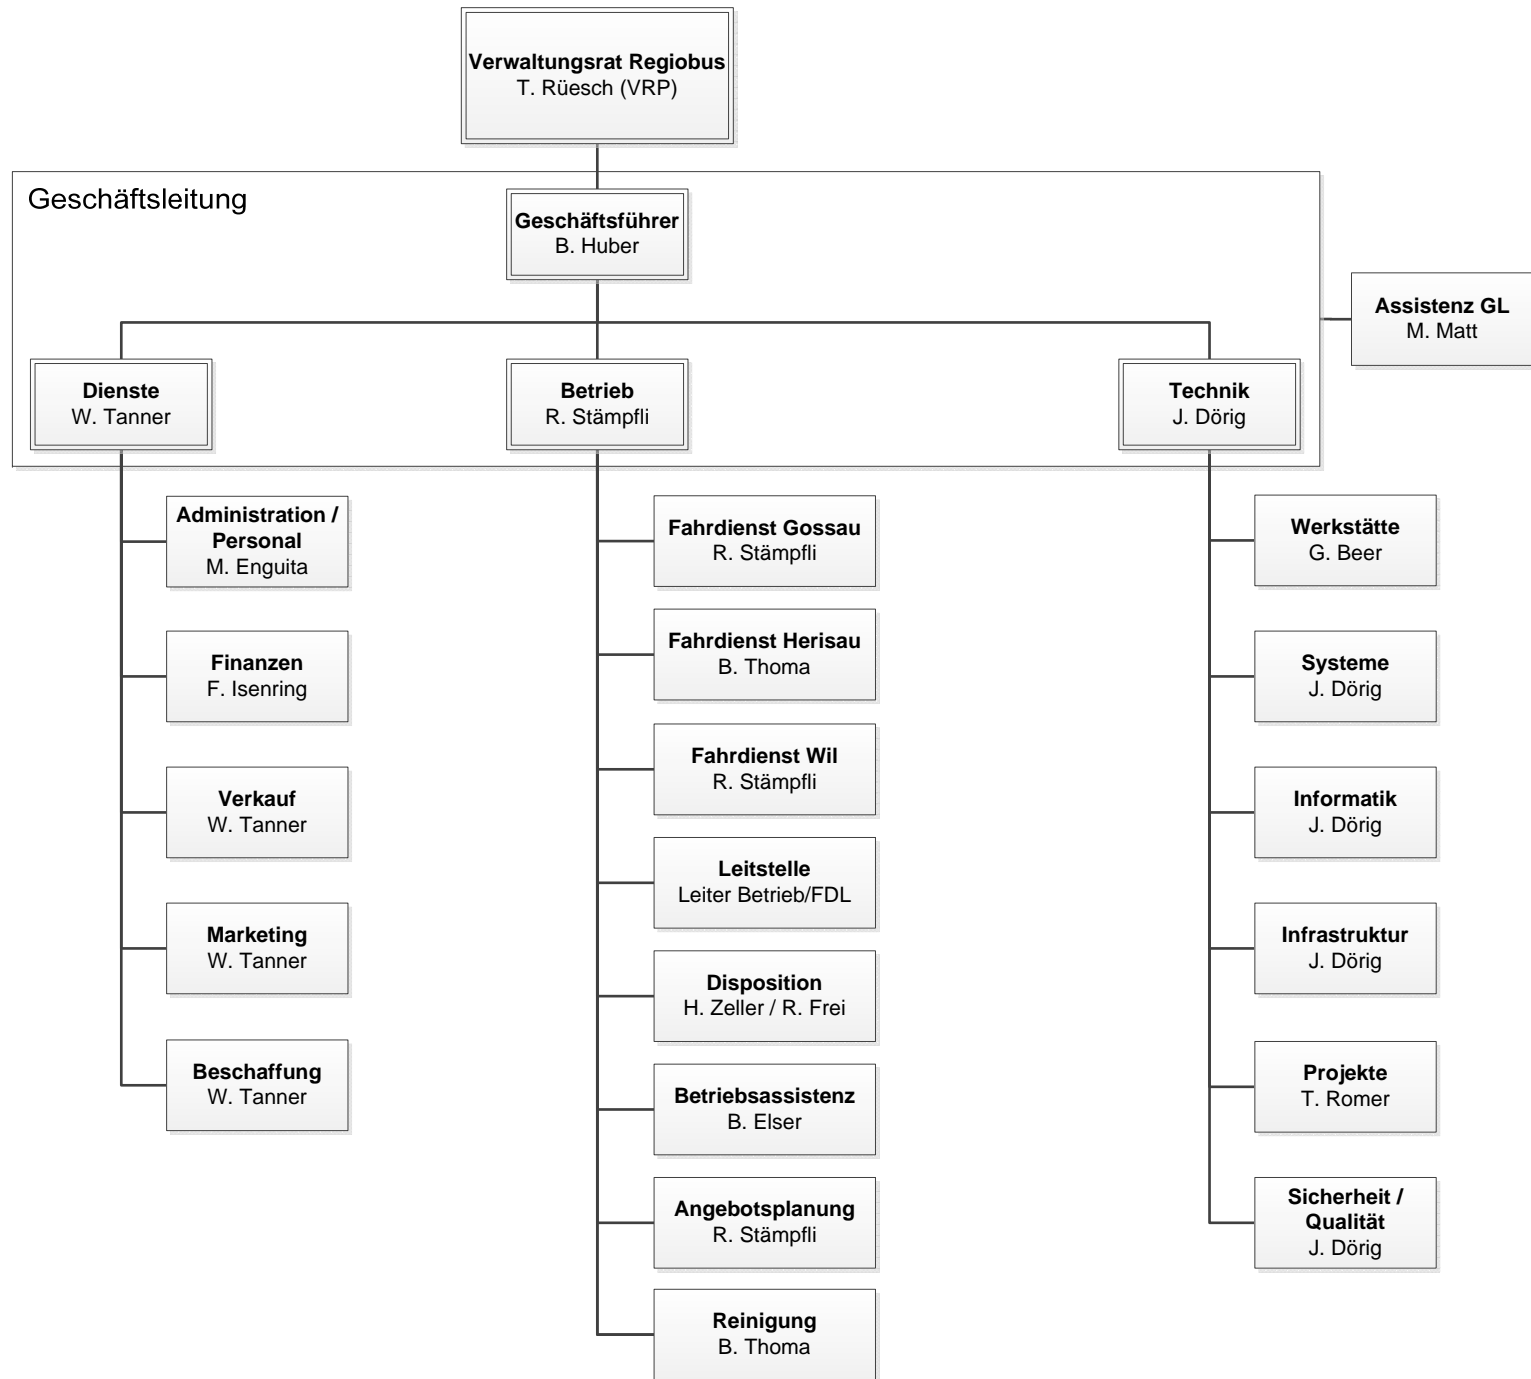 Verwaltungsrat Regiobus
T. Rüesch (VRP)
Geschäftsleitung
Geschäftsführer
B. Huber
Assistenz GL
M. Matt
Dienste
W. Tanner
Betrieb
R. Stämpfli
Technik
J. Dörig
Administration /
Personal
M. Enguita
Finanzen
F. Isenring
Verkauf
W. Tanner
Marketing
W. Tanner
Beschaffung
W. Tanner
Fahrdienst Gossau
R. Stämpfli
Fahrdienst Herisau
B. Thoma
Fahrdienst Wil
R. Stämpfli
Leitstelle
Leiter Betrieb/FDL
Disposition
H. Zeller / R. Frei
Betriebsassistenz
B. Elser
Angebotsplanung
R. Stämpfli
Reinigung
B. Thoma
Werkstätte
G. Beer
Systeme
J. Dörig
Informatik
J. Dörig
Infrastruktur
J. Dörig
Projekte
T. Romer
Sicherheit /
Qualität
J. Dörig